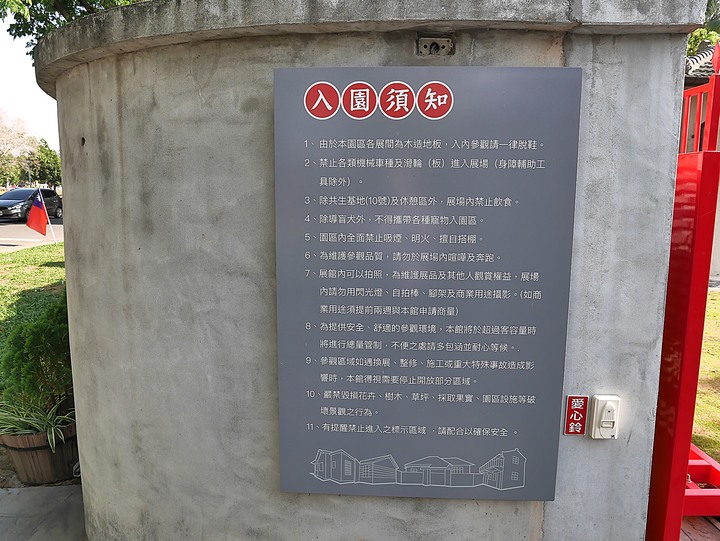 入園須知
1、由於本園區各展間為木造地板，入內參觀請一律脫鞋。
2、禁止各類機械車種及滑輪（板）進入展場（身障輔助工
具除外）。
3、除共生基地(10號)及休憩區外，展場內禁止飲食。
4、除導盲犬外，不得攜帶各種寵物入園區。
5、園區內全面禁止吸煙、明火、擅自搭棚。
6、為維護參觀品質，請勿於展場內喧嘩及奔跑。
7、展館內可以拍照，為維護展品及其他人觀賞權益，展場
內請勿用閃光燈、自拍棒、腳架及商業用途攝影。(如商
業用途須提前兩週與本館申請商量)
8、為提供安全、舒適的參觀環境，本館將於超過客容量時
將進行總量管制，不便之處請多包涵並耐心等候。
9、參觀區域如遇換展、整修、施工或重大特殊事故造成影
響時，本館得視需要停止開放部分區域。
10、嚴禁毀損花卉、樹木、草坪、採取果實、園區設施等破
壞景觀之行為。
11、有提醒禁止進入之標示區域，請配合以確保安全。
愛心鈴